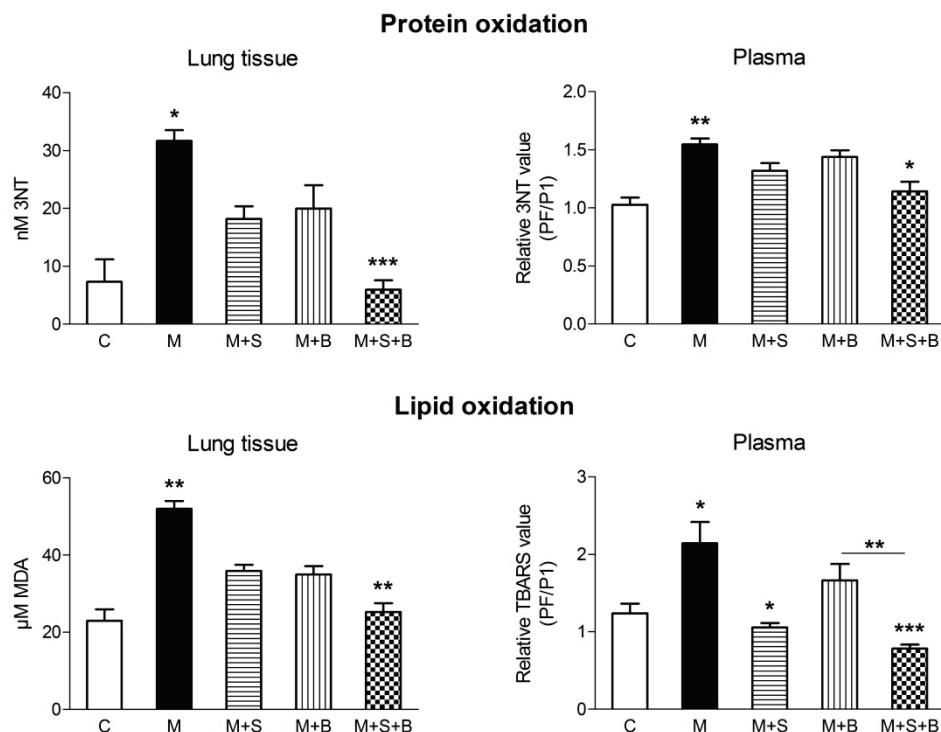 Protein oxidation
Lung tissue
nM 3NT
40
30
20
10
0
*
***
C M M+S M+B M+S+B
Plasma
Relative 3NT value
(PF/P1)
2.0
1.5
1.0
0.5
0.0
**
*
C M M+S M+B M+S+B
Lipid oxidation
Lung tissue
µM MDA
60
40
20
0
**
**
C M M+S M+B M+S+B
Plasma
Relative TBARS value
(PF/P1)
3
2
1
0
*
*
**
***
C M M+S M+B M+S+B